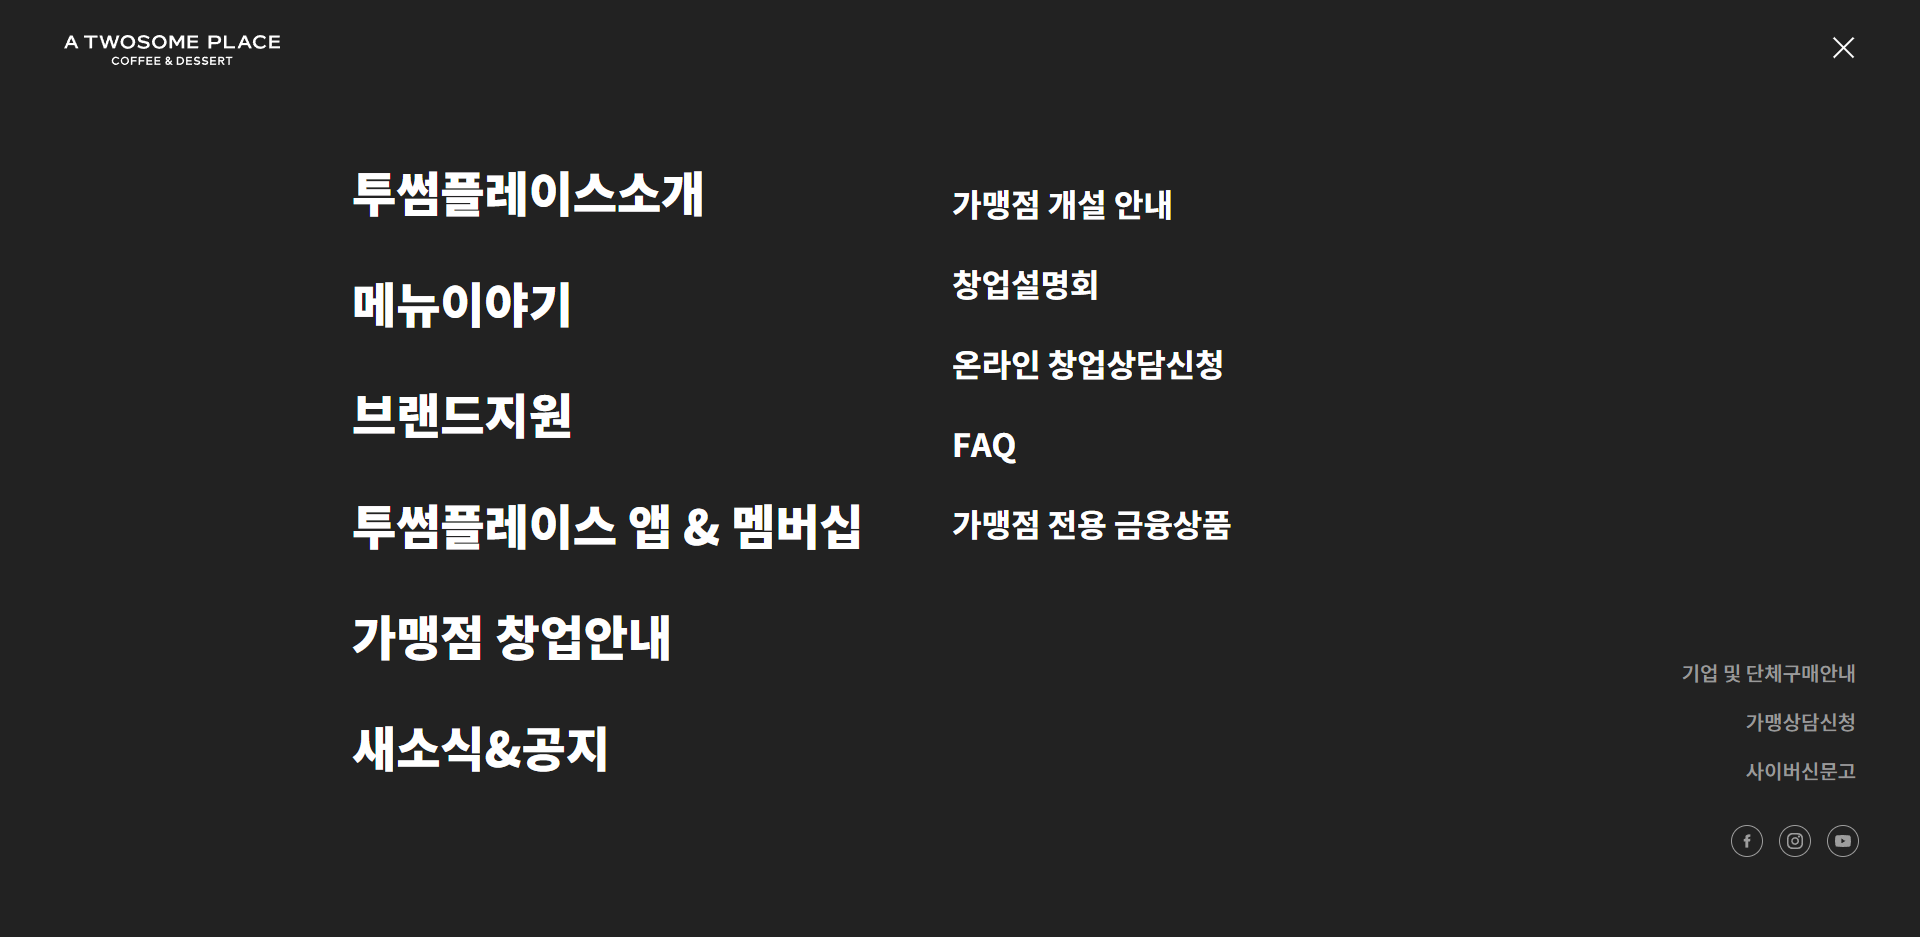 A TWOSOME PLACE
COFFEE & DESSERT
투썸플레이스소개
메뉴이야기
브랜드지원
투썸플레이스 앱 & 멤버십
가맹점 창업안내
새소식&공지
가맹점 개설 안내
창업설명회
온라인 창업상담신청
FAQ
가맹점 전용 금융상품
기업 및 단체구매안내
가맹상담신청
사이버신문고